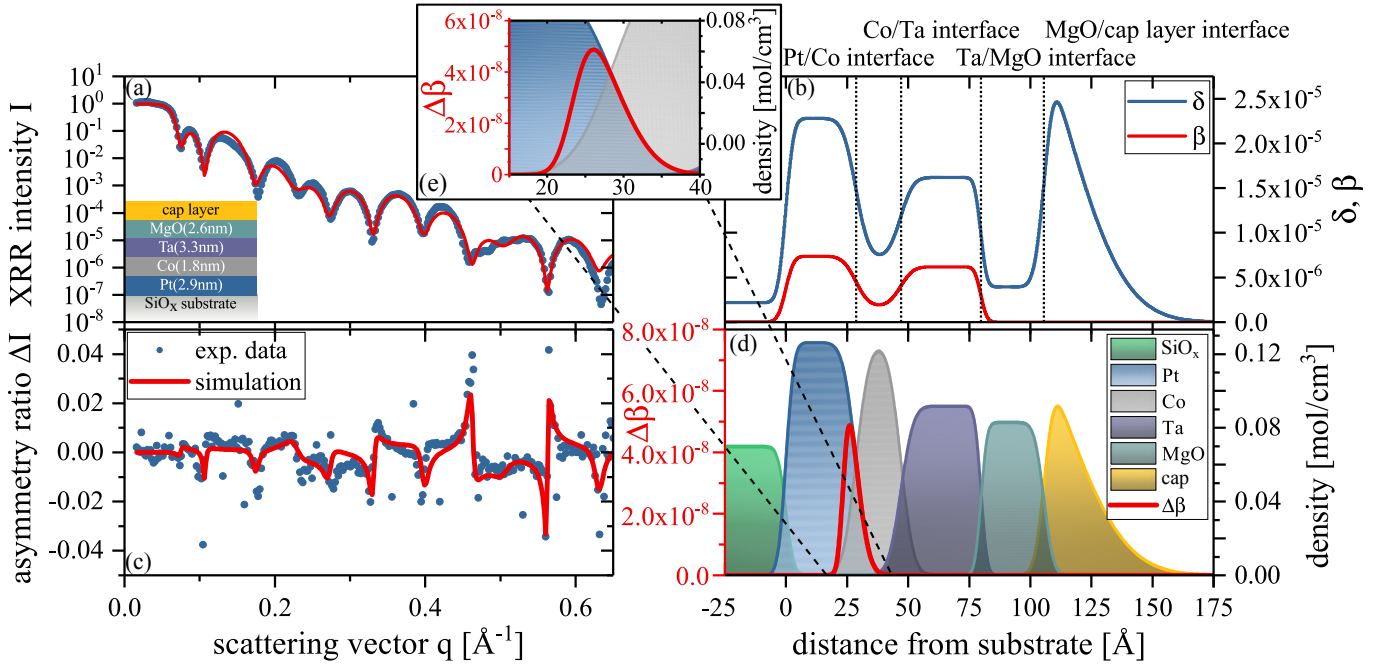 6x10⁻⁸
4x10⁻⁸
2x10⁻⁸
0
Δβ
0.08
0.04
0.00
density [mol/cm³]
20
30
40
(e)
Co/Ta interface
MgO/cap layer interface
Pt/Co interface
Ta/MgO interface
XRR intensity I
10¹
10⁰
10⁻¹
10⁻²
10⁻³
10⁻⁴
10⁻⁵
10⁻⁶
10⁻⁷
10⁻⁸
(a)
cap layer
MgO(2.6nm)
Ta(3.3nm)
Co(1.8nm)
Pt(2.9nm)
SiOₓ substrate
(b)
δ
β
2.5x10⁻⁵
2.0x10⁻⁵
1.5x10⁻⁵
1.0x10⁻⁵
5.0x10⁻⁶
0.0
δ, β
asymmetry ratio ΔI
0.04
0.02
0.00
-0.02
-0.04
exp. data
simulation
(c)
0.0
0.2
0.4
0.6
scattering vector q [Å⁻¹]
8.0x10⁻⁸
6.0x10⁻⁸
4.0x10⁻⁸
2.0x10⁻⁸
0.0
Δβ
(d)
SiOₓ
Pt
Co
Ta
MgO
cap
Δβ
0.12
0.08
0.04
0.00
density [mol/cm³]
-25
0
25
50
75
100
125
150
175
distance from substrate [Å]